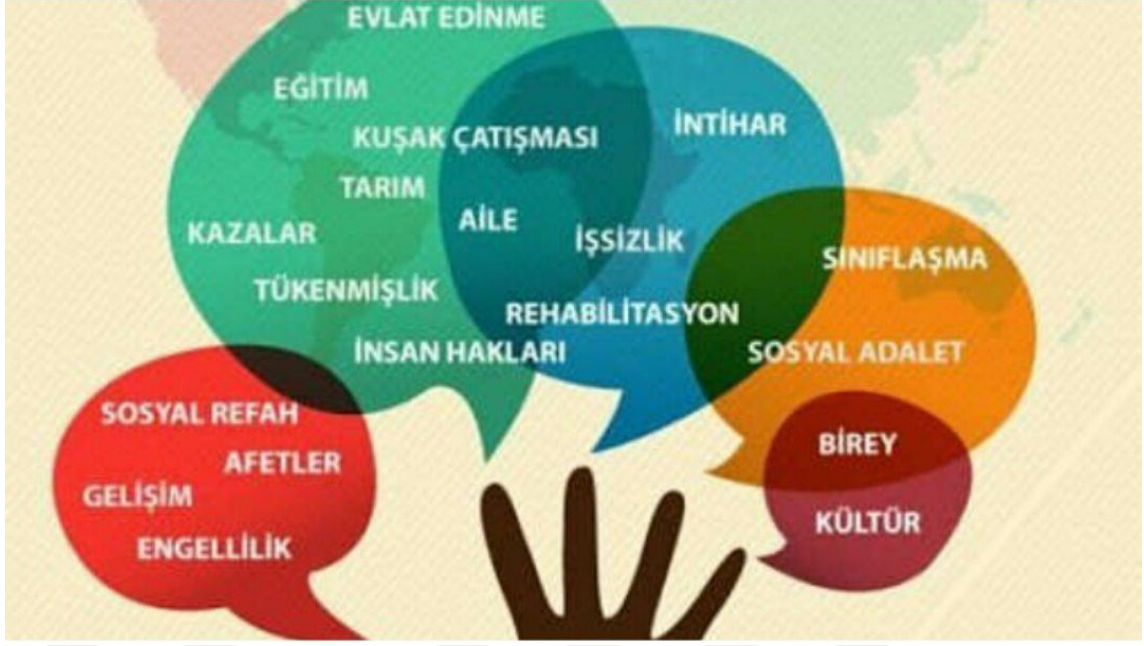 EVLAT EDİNME
EĞİTİM
KUŞAK ÇATIŞMASI
TARIM
KAZALAR
TÜKENMİŞLİK
İNSAN HAKLARI
AİLE
İNTİHAR
İŞSİZLİK
REHABİLİTASYON
SINIFLAŞMA
SOSYAL ADALET
BİREY
KÜLTÜR
SOSYAL REFAH
AFETLER
GELİŞİM
ENGELLİLİK